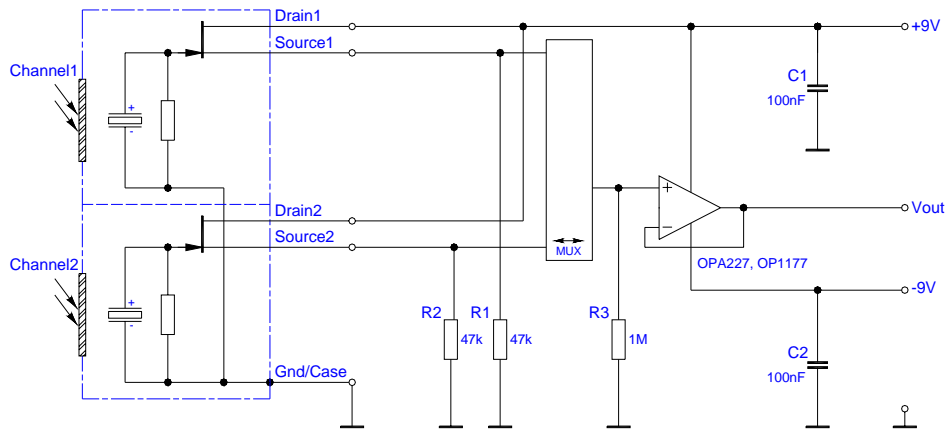 Drain1
+9V
Source1
Channel1
C1
100nF
+
-
+
Vout
Drain2
Source2
MUX
−
OPA227, OP1177
Channel2
-9V
+
-
R2
47k
R1
47k
R3
1M
C2
100nF
Gnd/Case